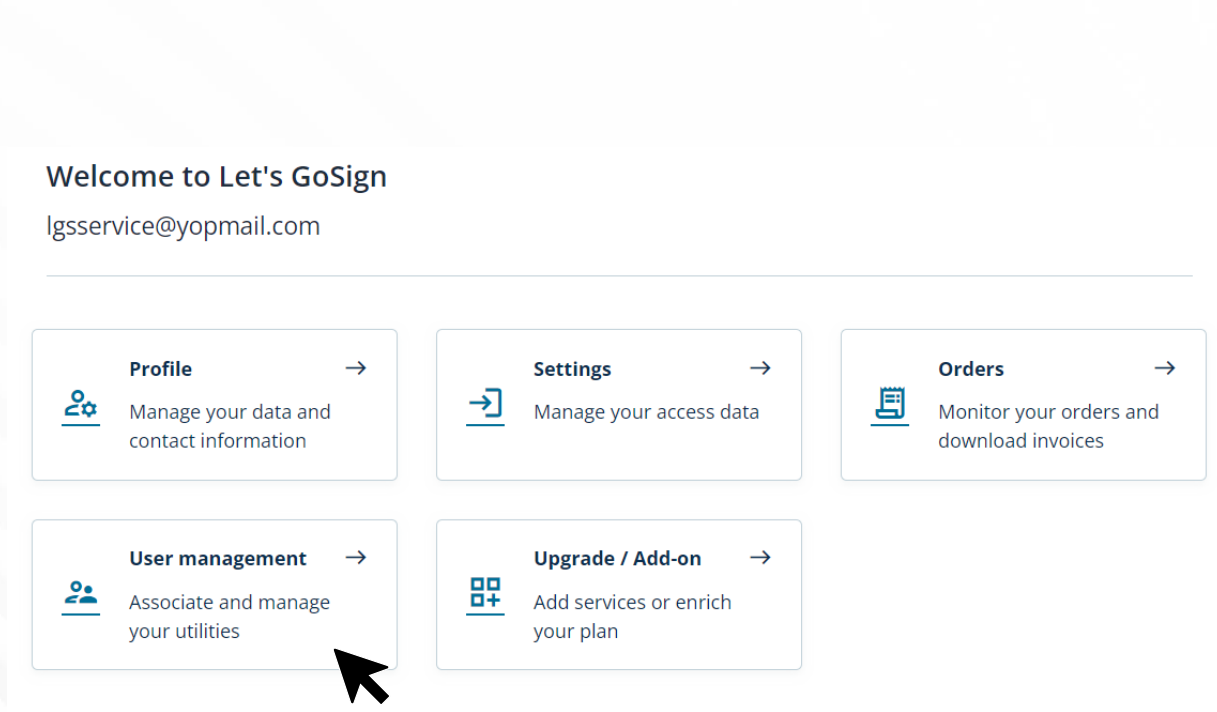 Welcome to Let's GoSign
lgsservice@yopmail.com
Profile
Manage your data and
contact information
Settings
Manage your access data
Orders
Monitor your orders and
download invoices
User management
Associate and manage
your utilities
Upgrade / Add-on
Add services or enrich
your plan